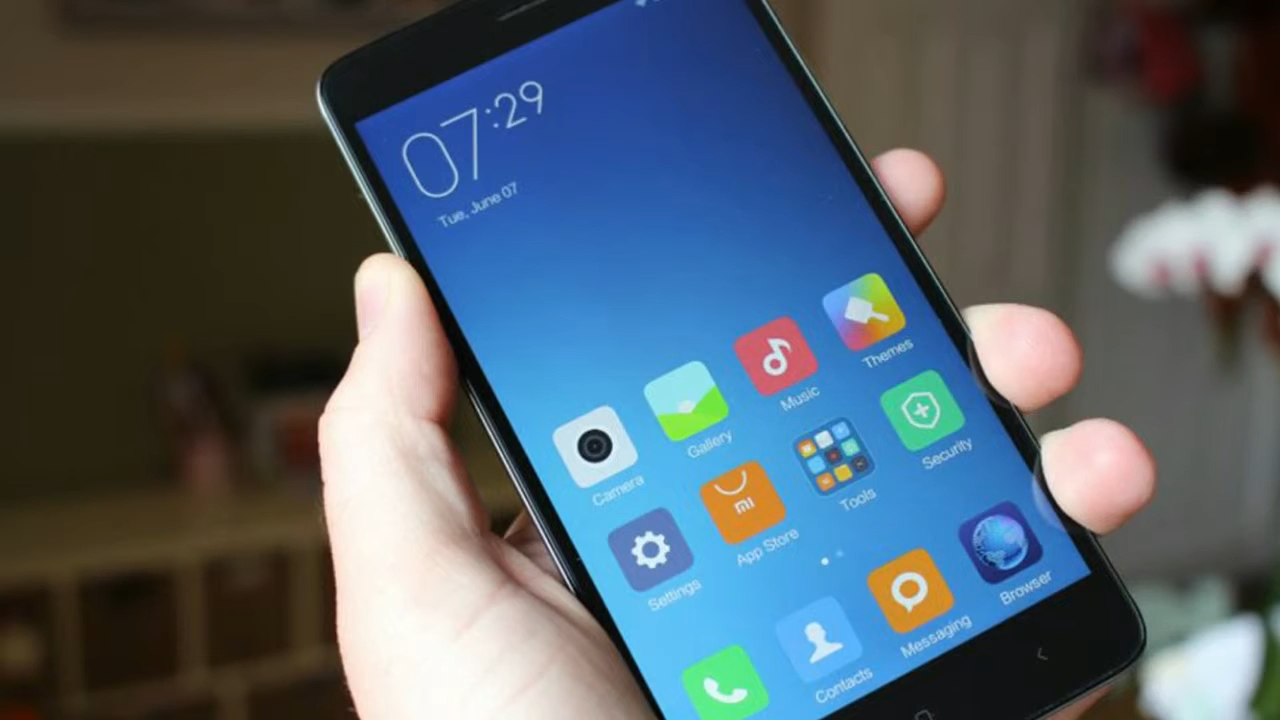 07:29
Tue, June 07
Camera
Gallery
Music
Themes
Settings
mi
App Store
Tools
Security
Contacts
Messaging
Browser